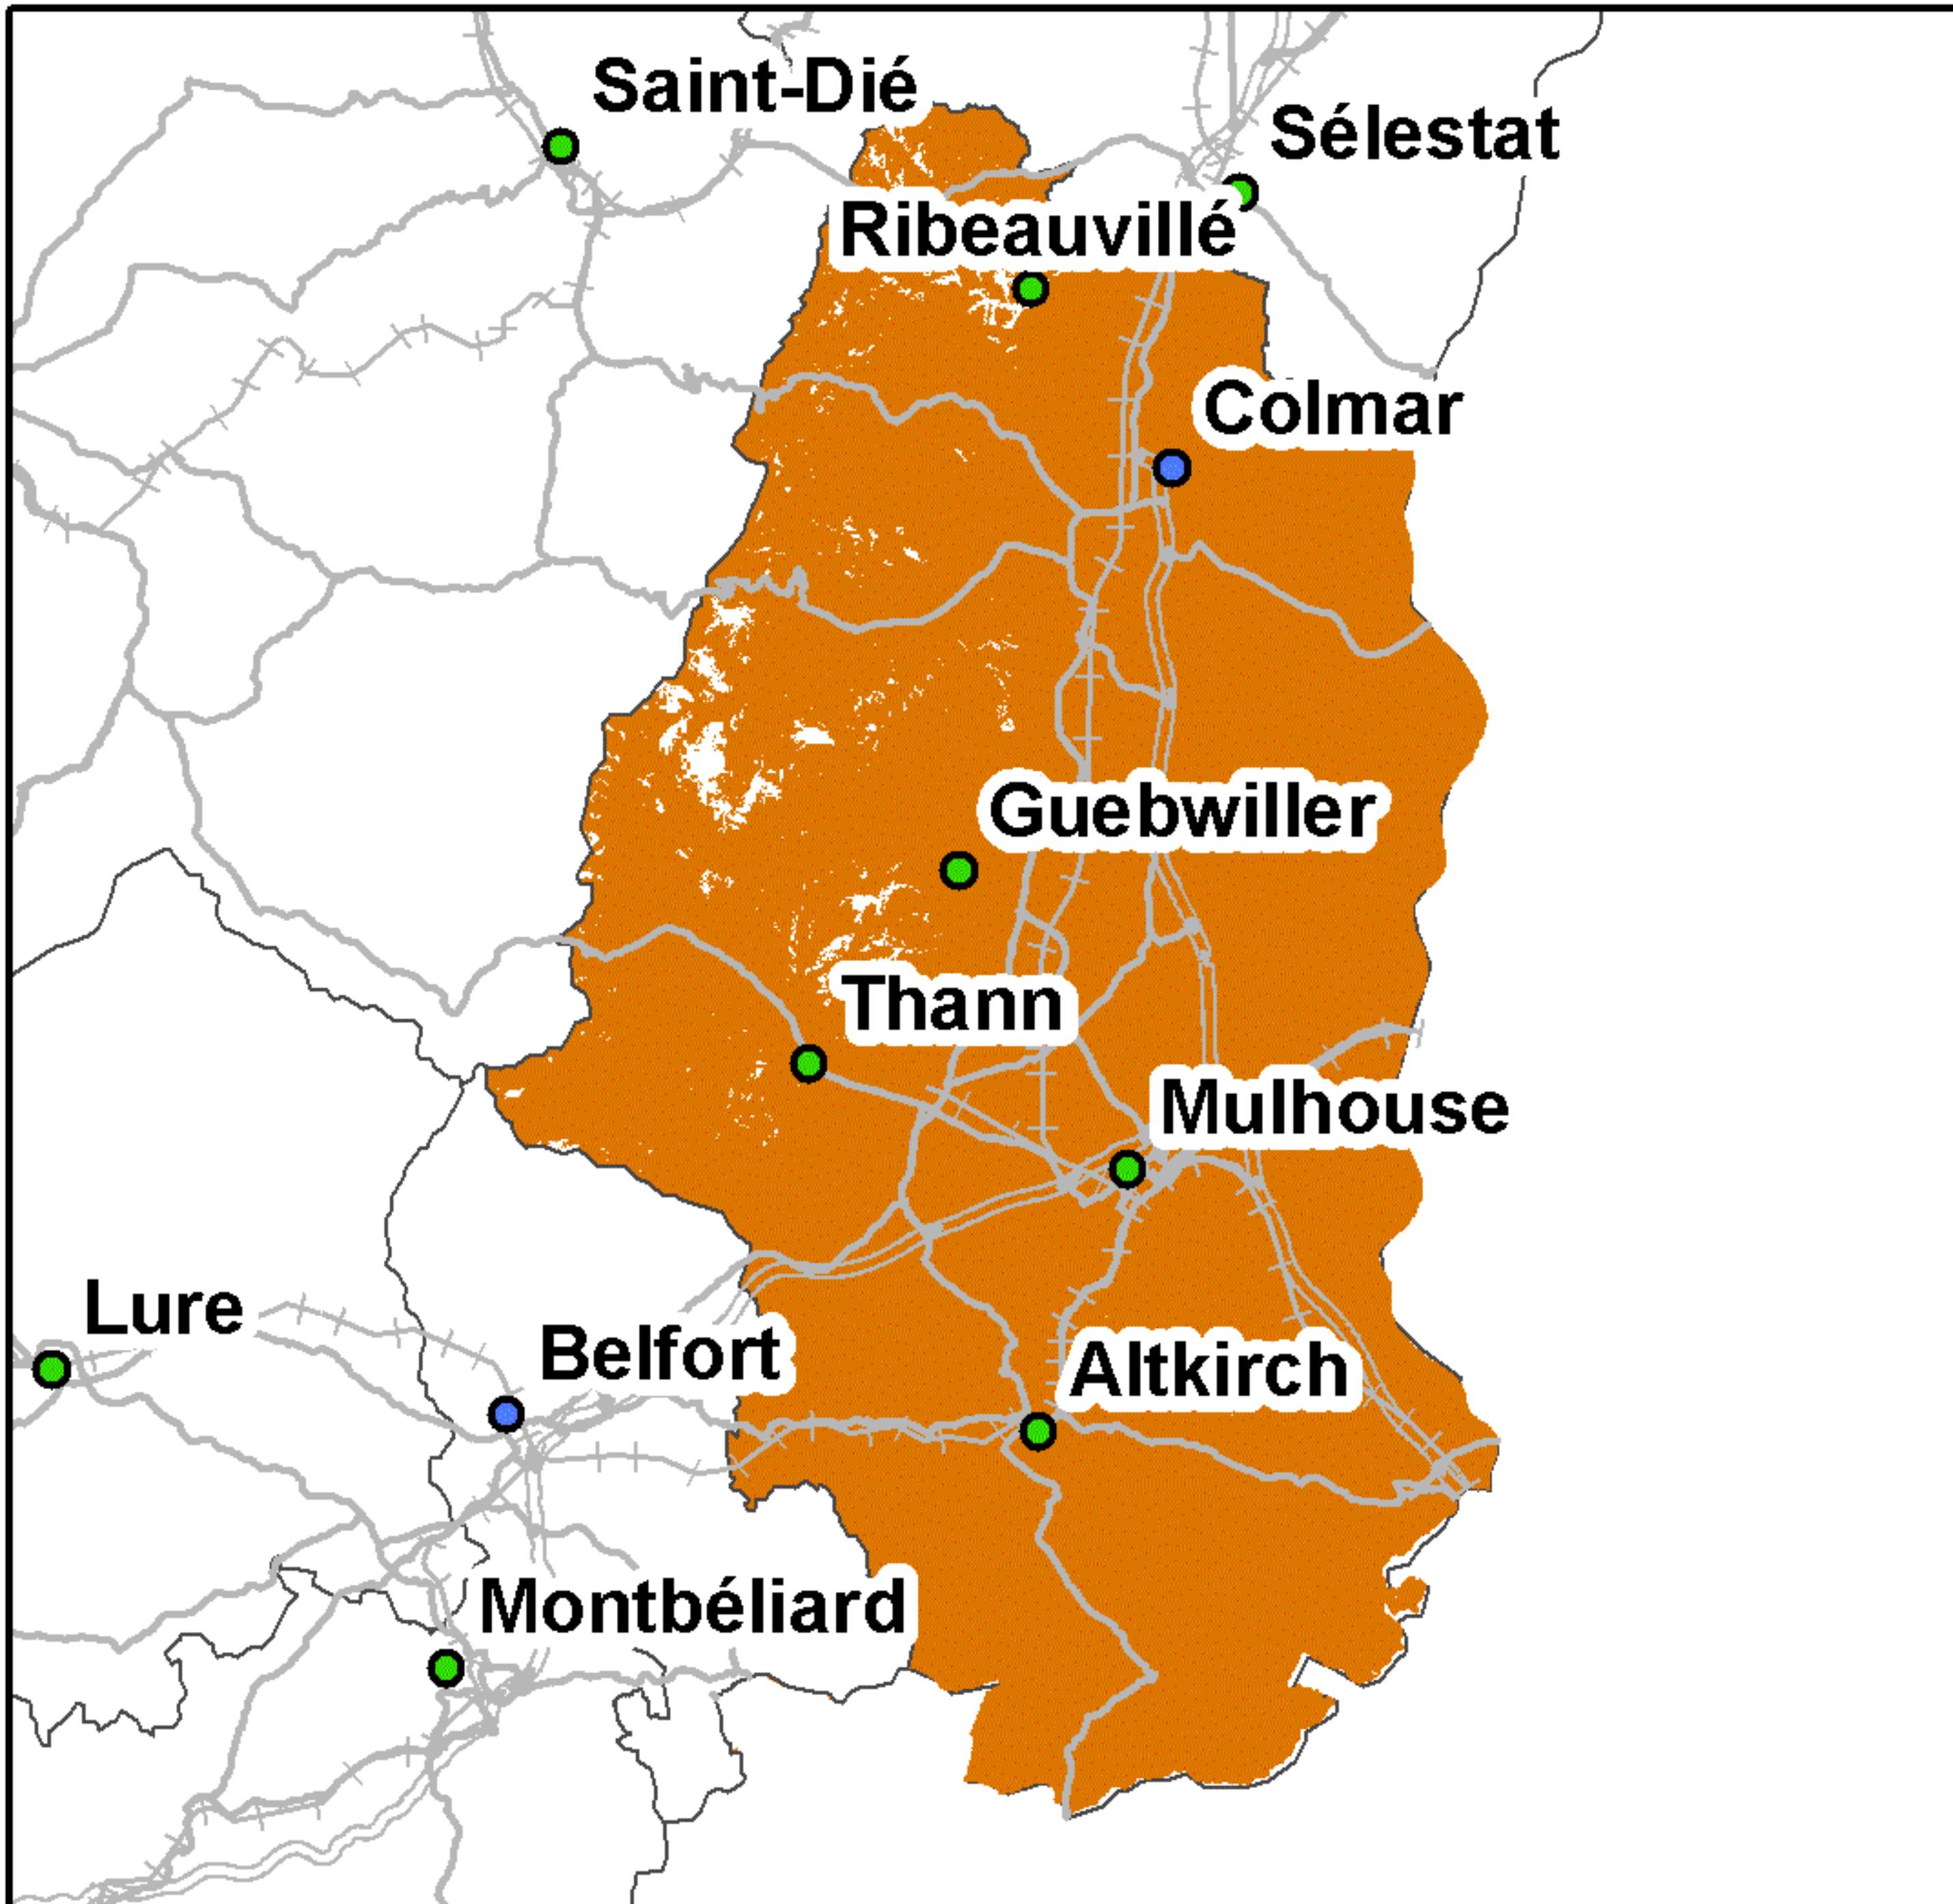 Saint-Dié
Sélestat
Ribeauvillé
Colmar
Guebwiller
Thann
Mulhouse
Lure
Belfort
Altkirch
Montbéliard